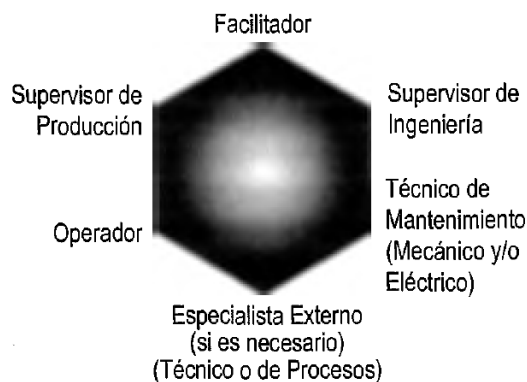 Facilitador
Supervisor de
Producción
Supervisor de
Ingeniería
Operador
Técnico de
Mantenimiento
(Mecánico y/o
Eléctrico)
Especialista Externo
(si es necesario)
(Técnico o de Procesos)